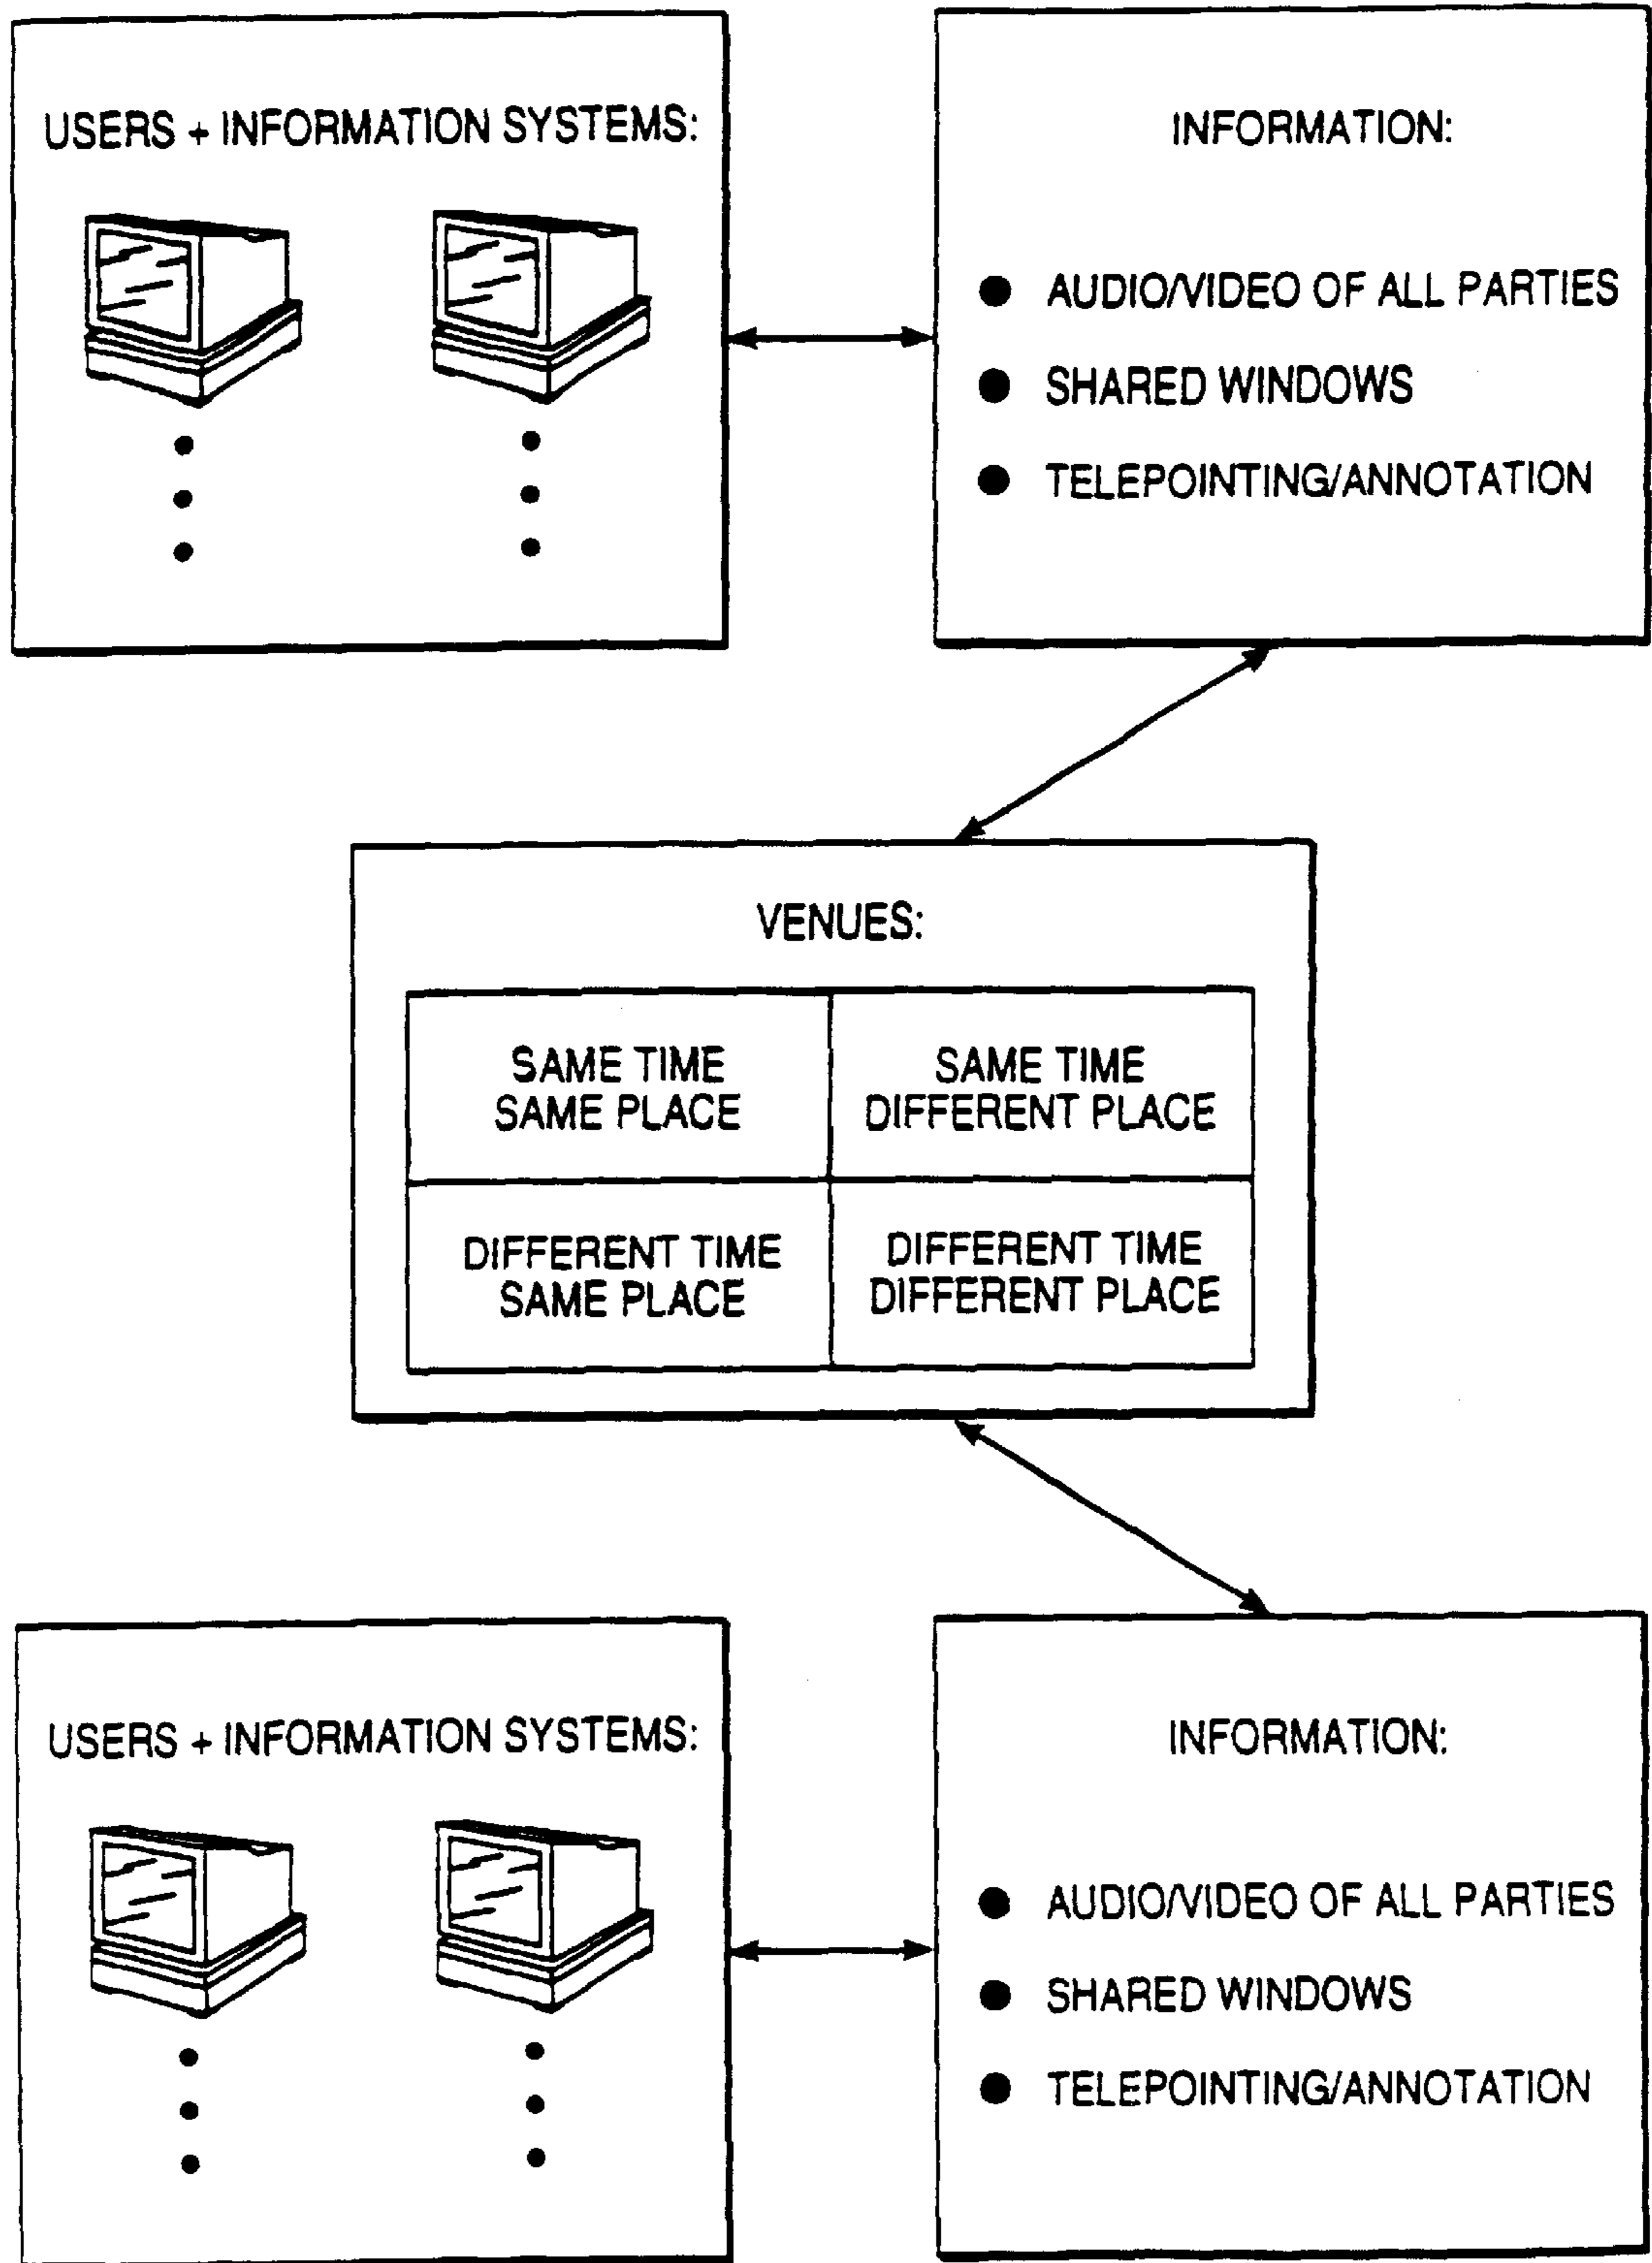 USERS + INFORMATION SYSTEMS:
INFORMATION:
● AUDIO/VIDEO OF ALL PARTIES
● SHARED WINDOWS
● TELEPOINTING/ANNOTATION
VENUES:
SAME TIME
SAME PLACE
SAME TIME
DIFFERENT PLACE
DIFFERENT TIME
SAME PLACE
DIFFERENT TIME
DIFFERENT PLACE
USERS + INFORMATION SYSTEMS:
INFORMATION:
● AUDIO/VIDEO OF ALL PARTIES
● SHARED WINDOWS
● TELEPOINTING/ANNOTATION